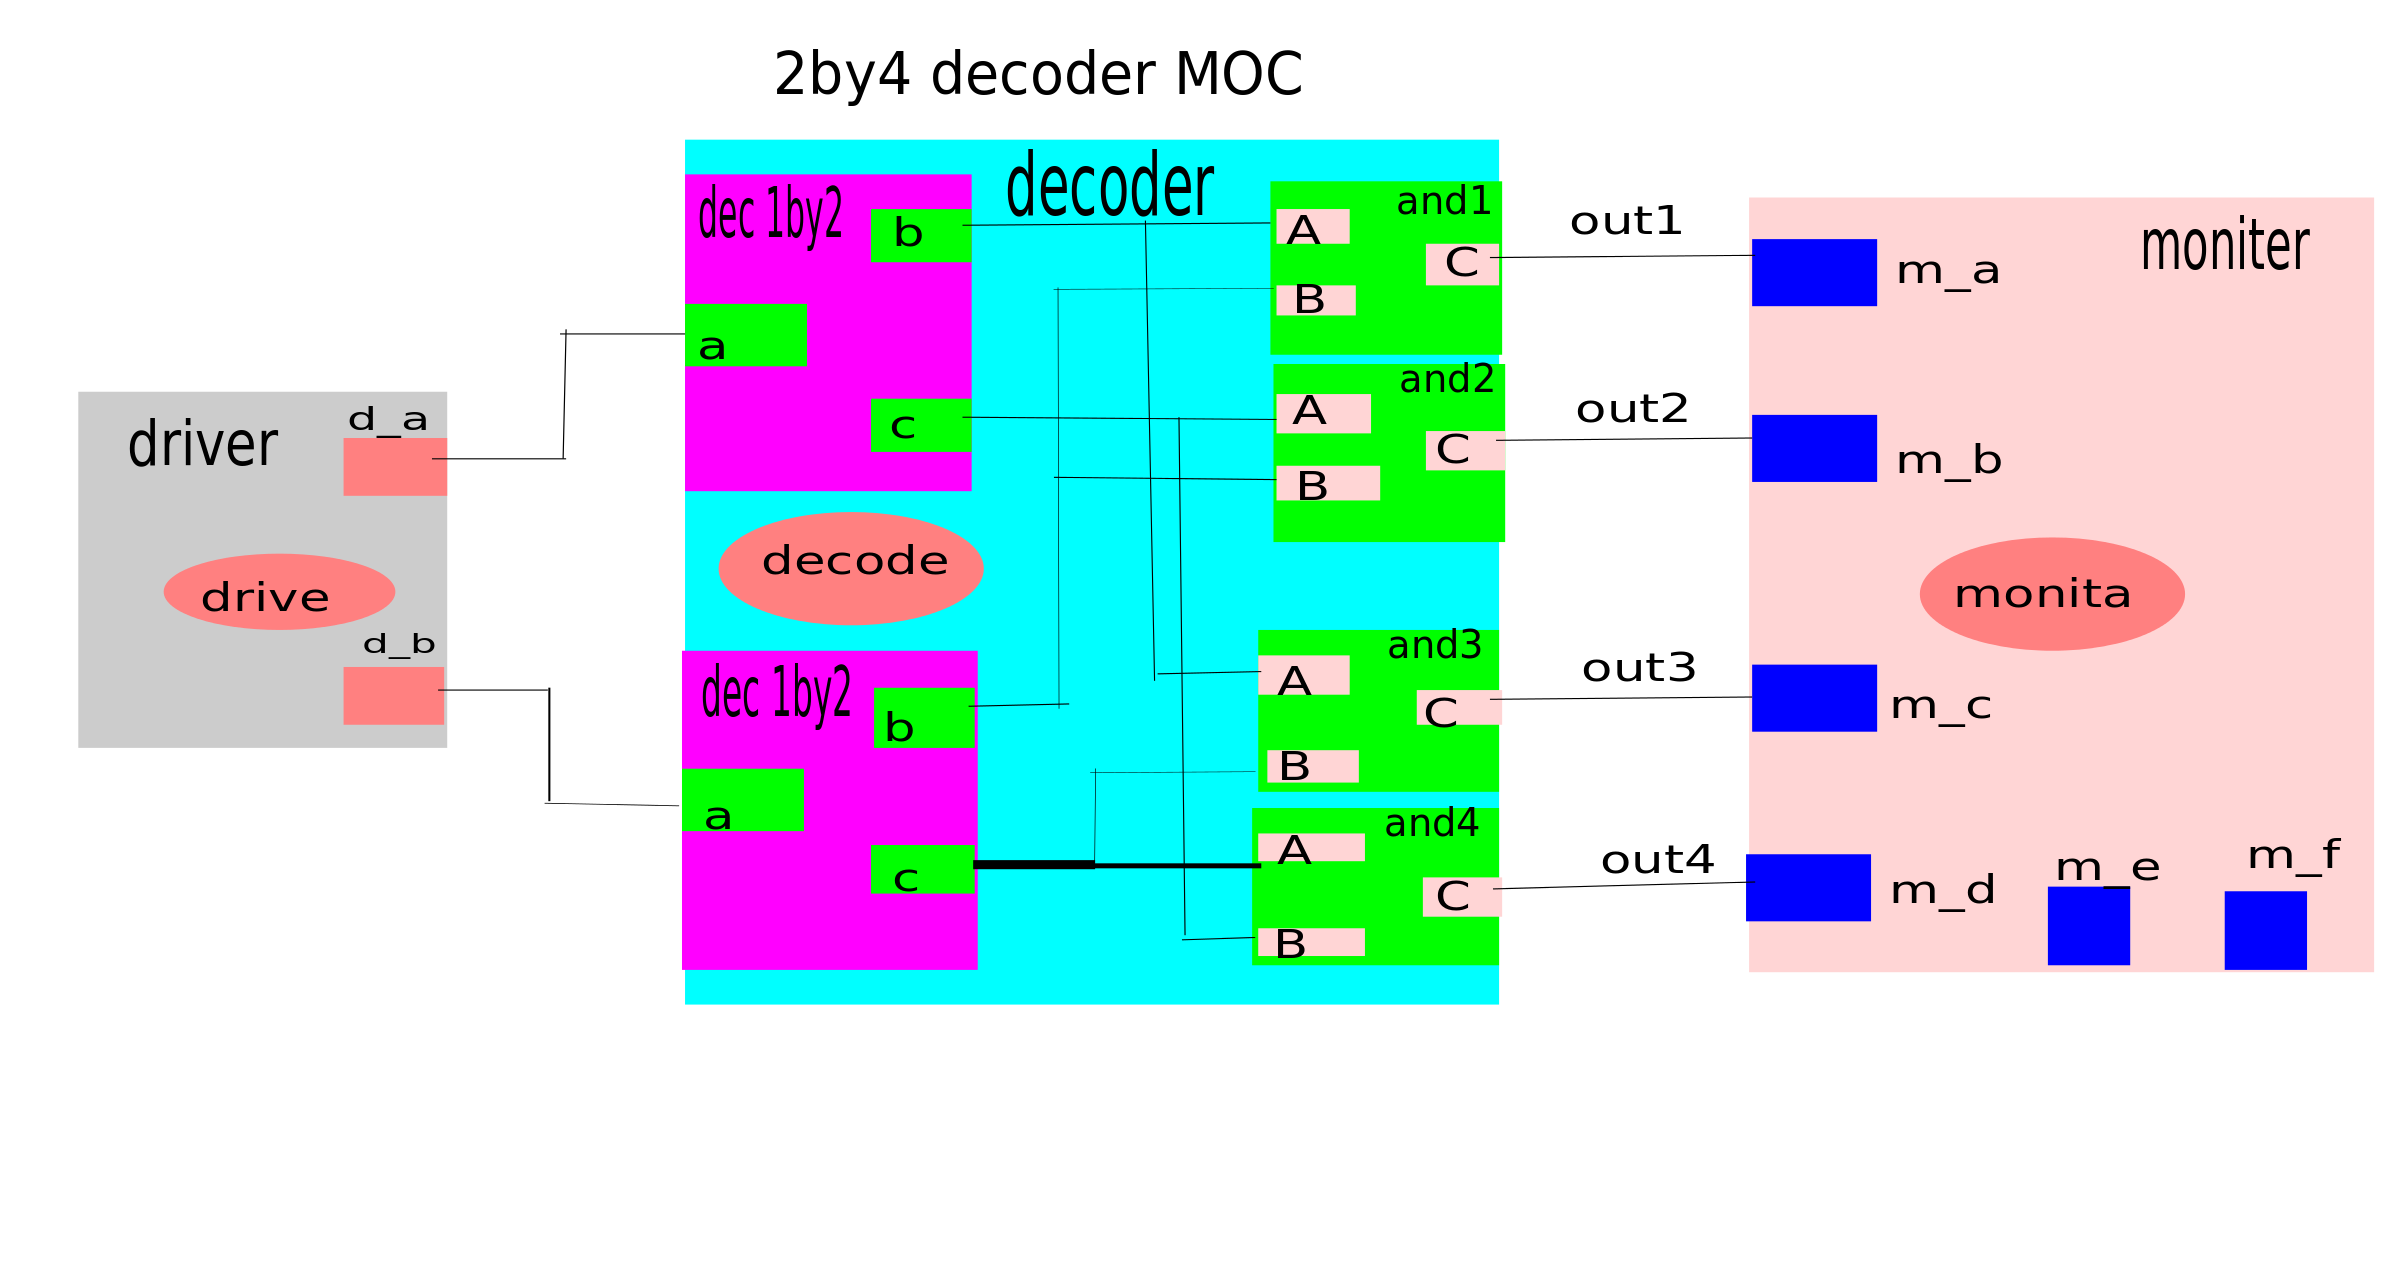 2by4 decoder MOC
driver
d_a
drive
d_b
decoder
dec 1by2
b
a
c
decode
dec 1by2
b
a
c
and1
A
C
B
and2
A
C
B
and3
A
C
B
and4
A
C
B
out1
out2
out3
out4
moniter
m_a
m_b
monita
m_c
m_d
m_e
m_f